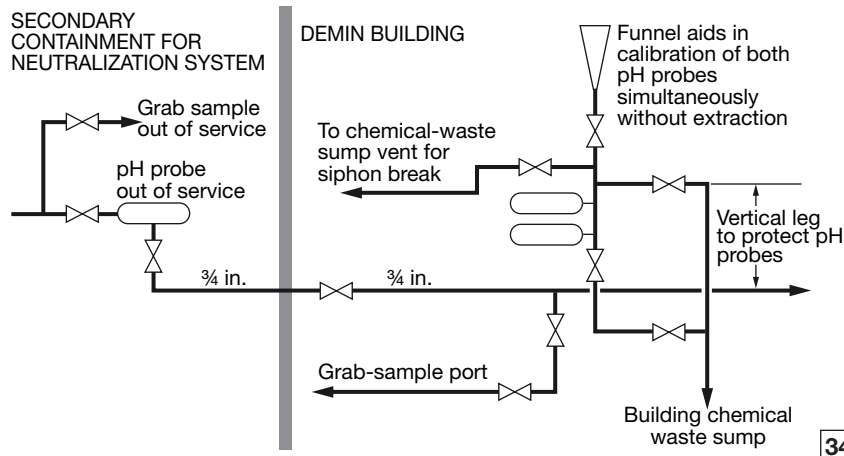 SECONDARY
CONTAINMENT FOR
NEUTRALIZATION SYSTEM
DEMIN BUILDING
Funnel aids in
calibration of both
pH probes
simultaneously
without extraction
Grab sample
out of service
To chemical-waste
sump vent for
siphon break
pH probe
out of service
Vertical leg
to protect pH
probes
¾ in.
¾ in.
Grab-sample port
Building chemical
waste sump
34